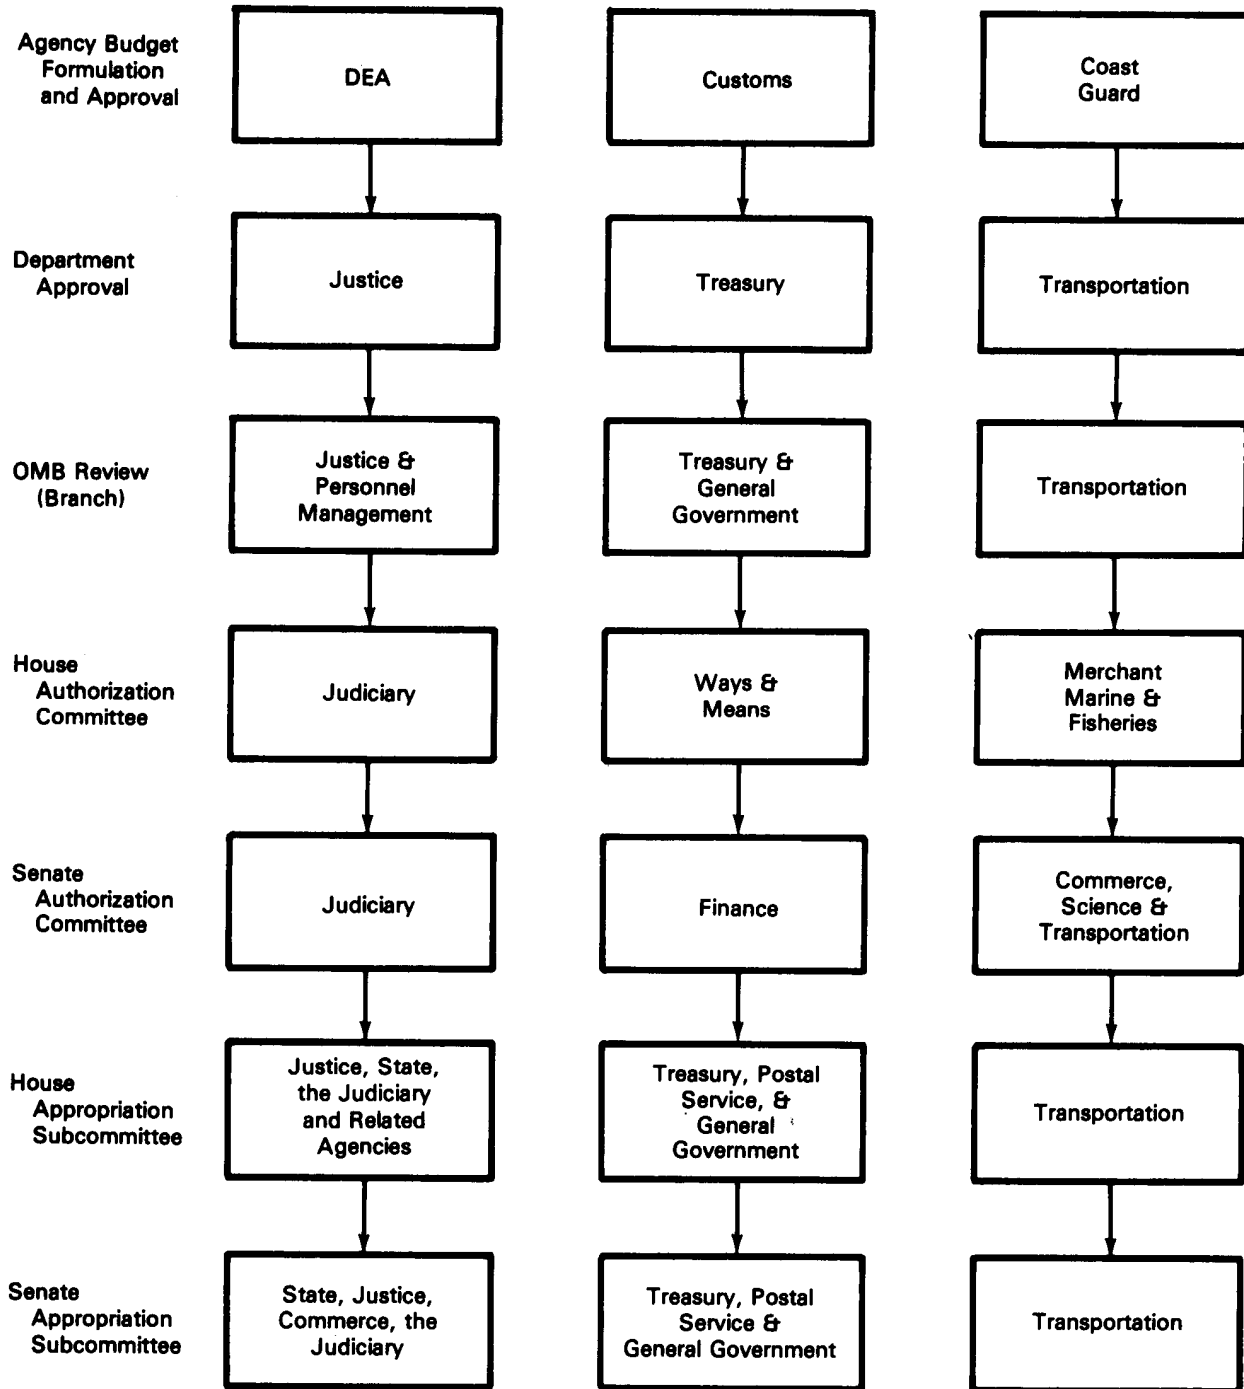 Agency Budget
Formulation
and Approval
DEA
Customs
Coast
Guard
Department
Approval
Justice
Treasury
Transportation
OMB Review
(Branch)
Justice &
Personnel
Management
Treasury &
General
Government
Transportation
House
Authorization
Committee
Judiciary
Ways &
Means
Merchant
Marine &
Fisheries
Senate
Authorization
Committee
Judiciary
Finance
Commerce,
Science &
Transportation
House
Appropriation
Subcommittee
Justice, State,
the Judiciary
and Related
Agencies
Treasury, Postal
Service, &
General
Government
Transportation
Senate
Appropriation
Subcommittee
State, Justice,
Commerce, the
Judiciary
Treasury, Postal
Service &
General Government
Transportation